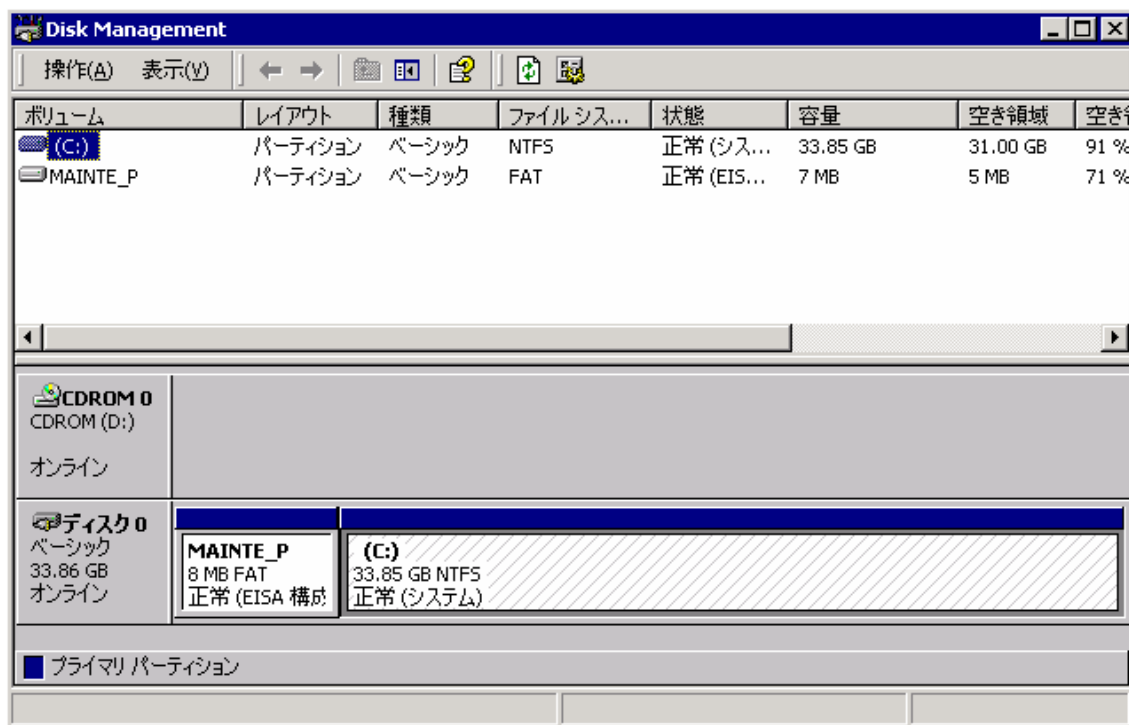 Disk Management
操作(A) 表示(V)
ボリューム レイアウト 種類 ファイル シス... 状態 容量 空き領域 空き
(C:) パーティション ベーシック NTFS 正常 (シス... 33.85 GB 31.00 GB 91 %
MAINTE_P パーティション ベーシック FAT 正常 (EIS... 7 MB 5 MB 71 %
CDROM 0
CDROM (D:)
オンライン
ディスク 0
ベーシック
33.86 GB
オンライン
MAINTE_P
8 MB FAT
正常 (EISA 構成
(C:)
33.85 GB NTFS
正常 (システム)
プライマリ パーティション